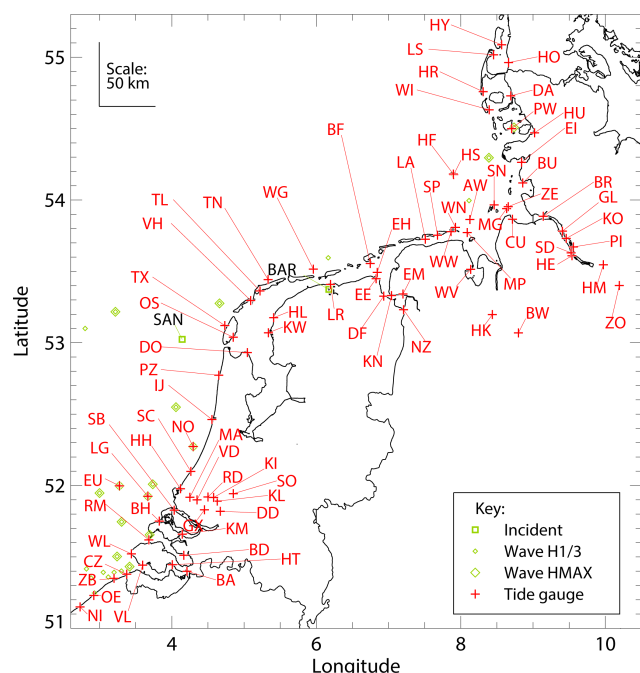 HY
LS
HO
HR
WI
DA
PW
HU
EI
BF
HF
HS
SN
BU
LA
SP
AW
ZE
BR
GL
TN
WG
TL
VH
EH
WN
MG
KO
WW
CU
SD
PI
HE
BAR
TX
OS
SAN
EE
EM
WV
MP
HM
DO
HL
KW
LR
DF
KN
NZ
HK
BW
ZO
PZ
IJ
SB
SC
NO
MA
VD
LG
HH
RD
KI
SO
EU
BH
KL
RM
DD
G
KM
WL
BD
HT
CZ
ZB
OE
NI
VL
BA
Scale:
50 km
55
54
53
52
51
Latitude
4
6
8
10
Longitude
Key:
Incident
Wave H1/3
Wave HMAX
Tide gauge